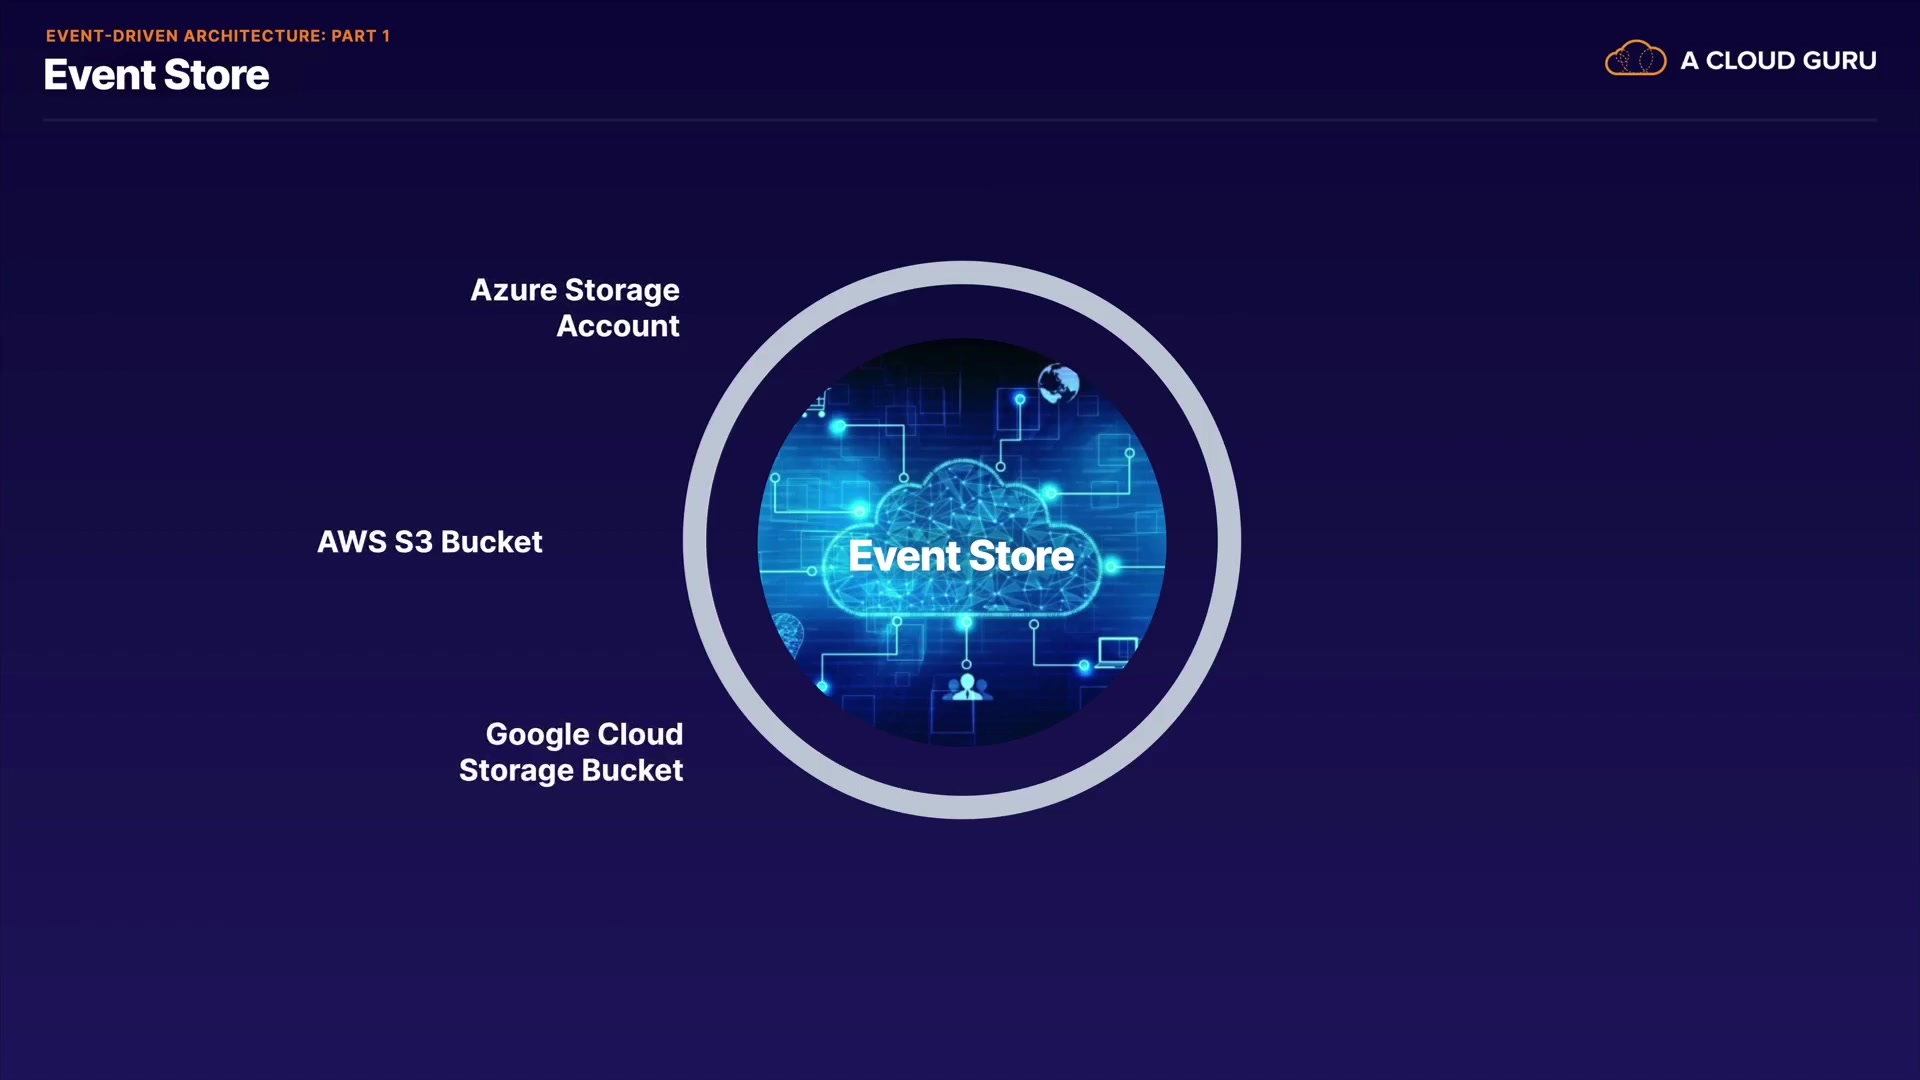 EVENT-DRIVEN ARCHITECTURE: PART 1
Event Store
A CLOUD GURU
Azure Storage
Account
AWS S3 Bucket
Event Store
Google Cloud
Storage Bucket